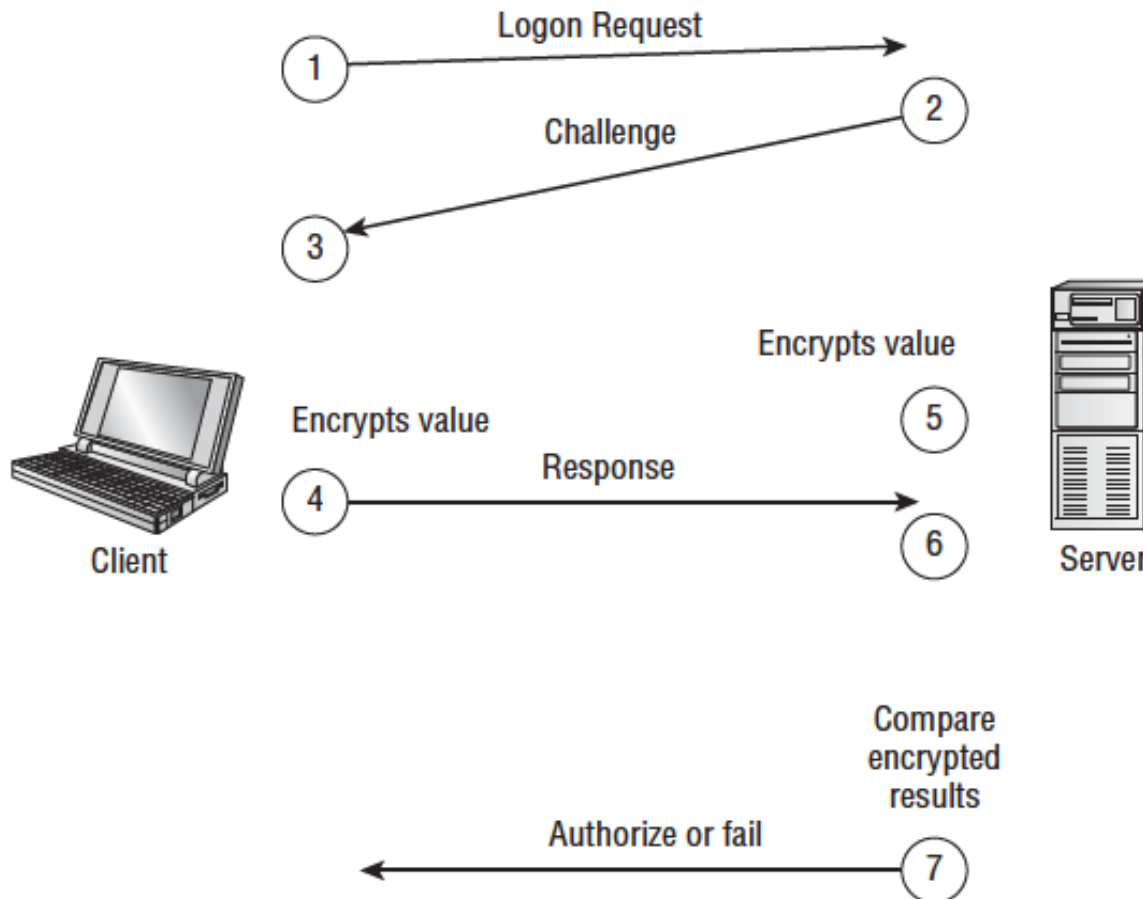 Logon Request
1
2
Challenge
3
Encrypts value
5
Encrypts value
Response
4
6
Client
Server
Compare
encrypted
results
Authorize or fail
7